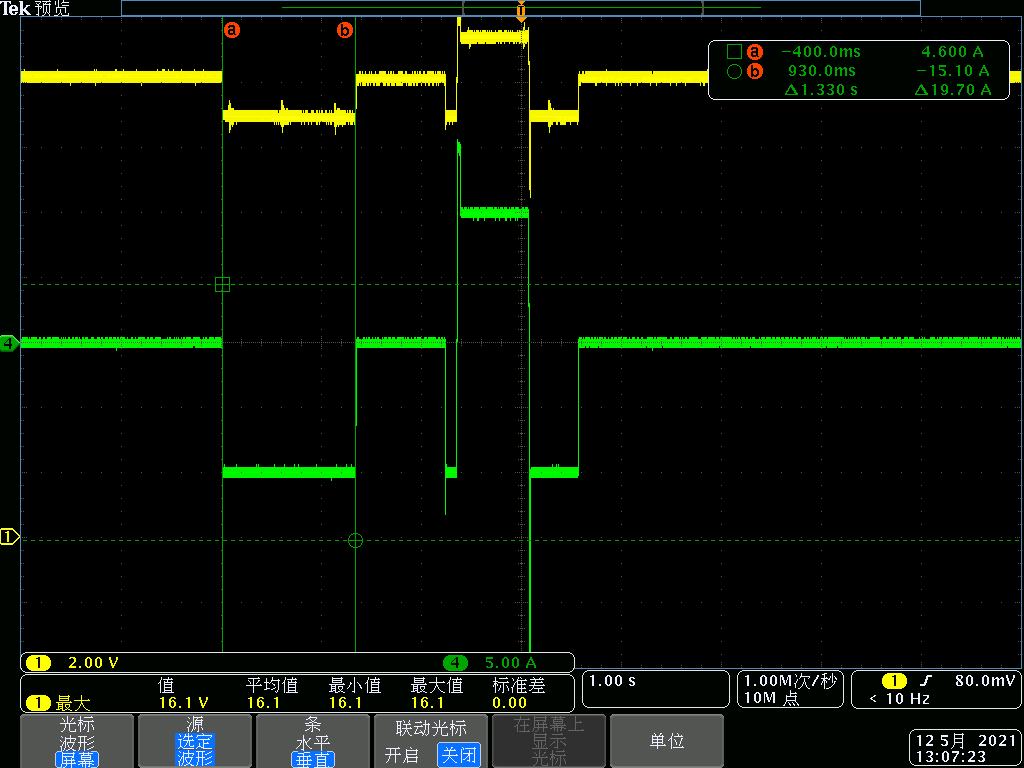 Tek 预览
T
a
b
a −400.0ms 4.600 A
b 930.0ms −15.10 A
Δ1.330 s Δ19.70 A
4
1
1 2.00 V 4 5.00 A
值 平均值 最小值 最大值 标准差
1 最大 16.1 V 16.1 16.1 16.1 0.00
1.00 s
1.00M次/秒
10M 点
1 80.0mV
< 10 Hz
光标
波形
屏幕
源
选定
波形
条
水平
垂直
联动光标
开启 关闭
在屏幕上
显示
光标
单位
12 5月 2021
13:07:23